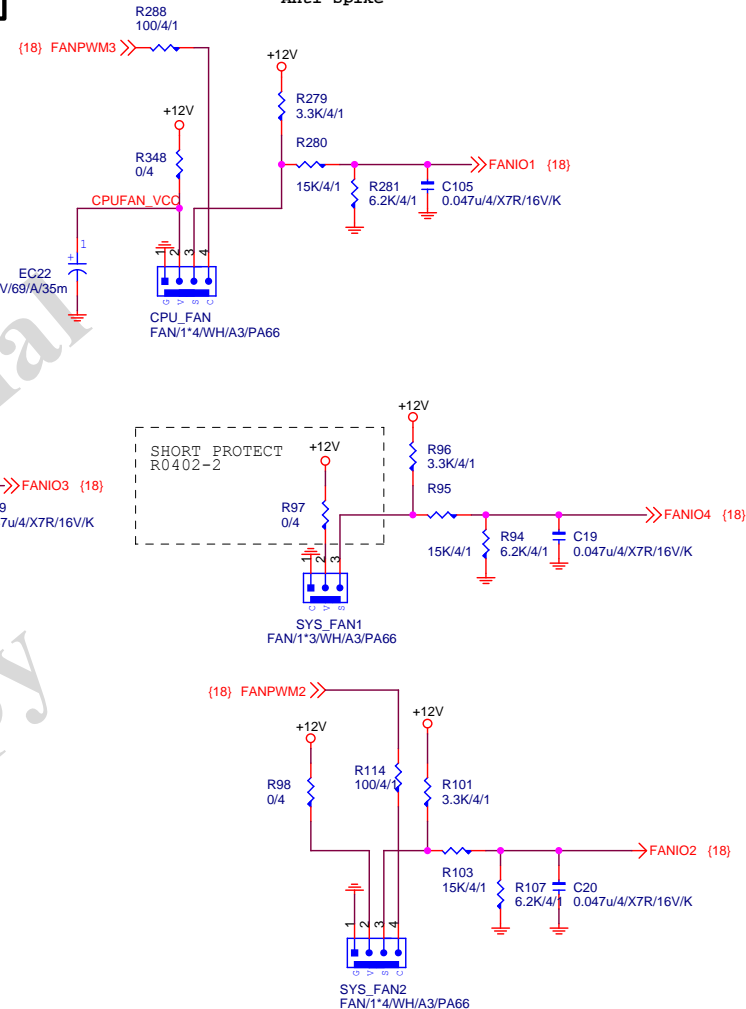 R288
100/4/1
{18} FANPWM3
+12V
R279
3.3K/4/1
+12V
R280
R348
0/4
FANIO1 {18}
15K/4/1
R281
6.2K/4/1
C105
0.047u/4/X7R/16V/K
CPUFAN_VCC
1
+
EC22
V/69/A/35m
1
2
3
4
G
V
S
C
CPU_FAN
FAN/1*4/WH/A3/PA66
+12V
SHORT PROTECT
R0402-2
+12V
R96
3.3K/4/1
R95
FANIO3 {18}
9
7u/4/X7R/16V/K
R97
0/4
FANIO4 {18}
15K/4/1
R94
6.2K/4/1
C19
0.047u/4/X7R/16V/K
1
2
3
C
V
S
SYS_FAN1
FAN/1*3/WH/A3/PA66
{18} FANPWM2
+12V
+12V
R98
0/4
R114
100/4/1
R101
3.3K/4/1
FANIO2 {18}
R103
15K/4/1
R107
6.2K/4/1
C20
0.047u/4/X7R/16V/K
1
2
3
4
G
V
S
C
SYS_FAN2
FAN/1*4/WH/A3/PA66